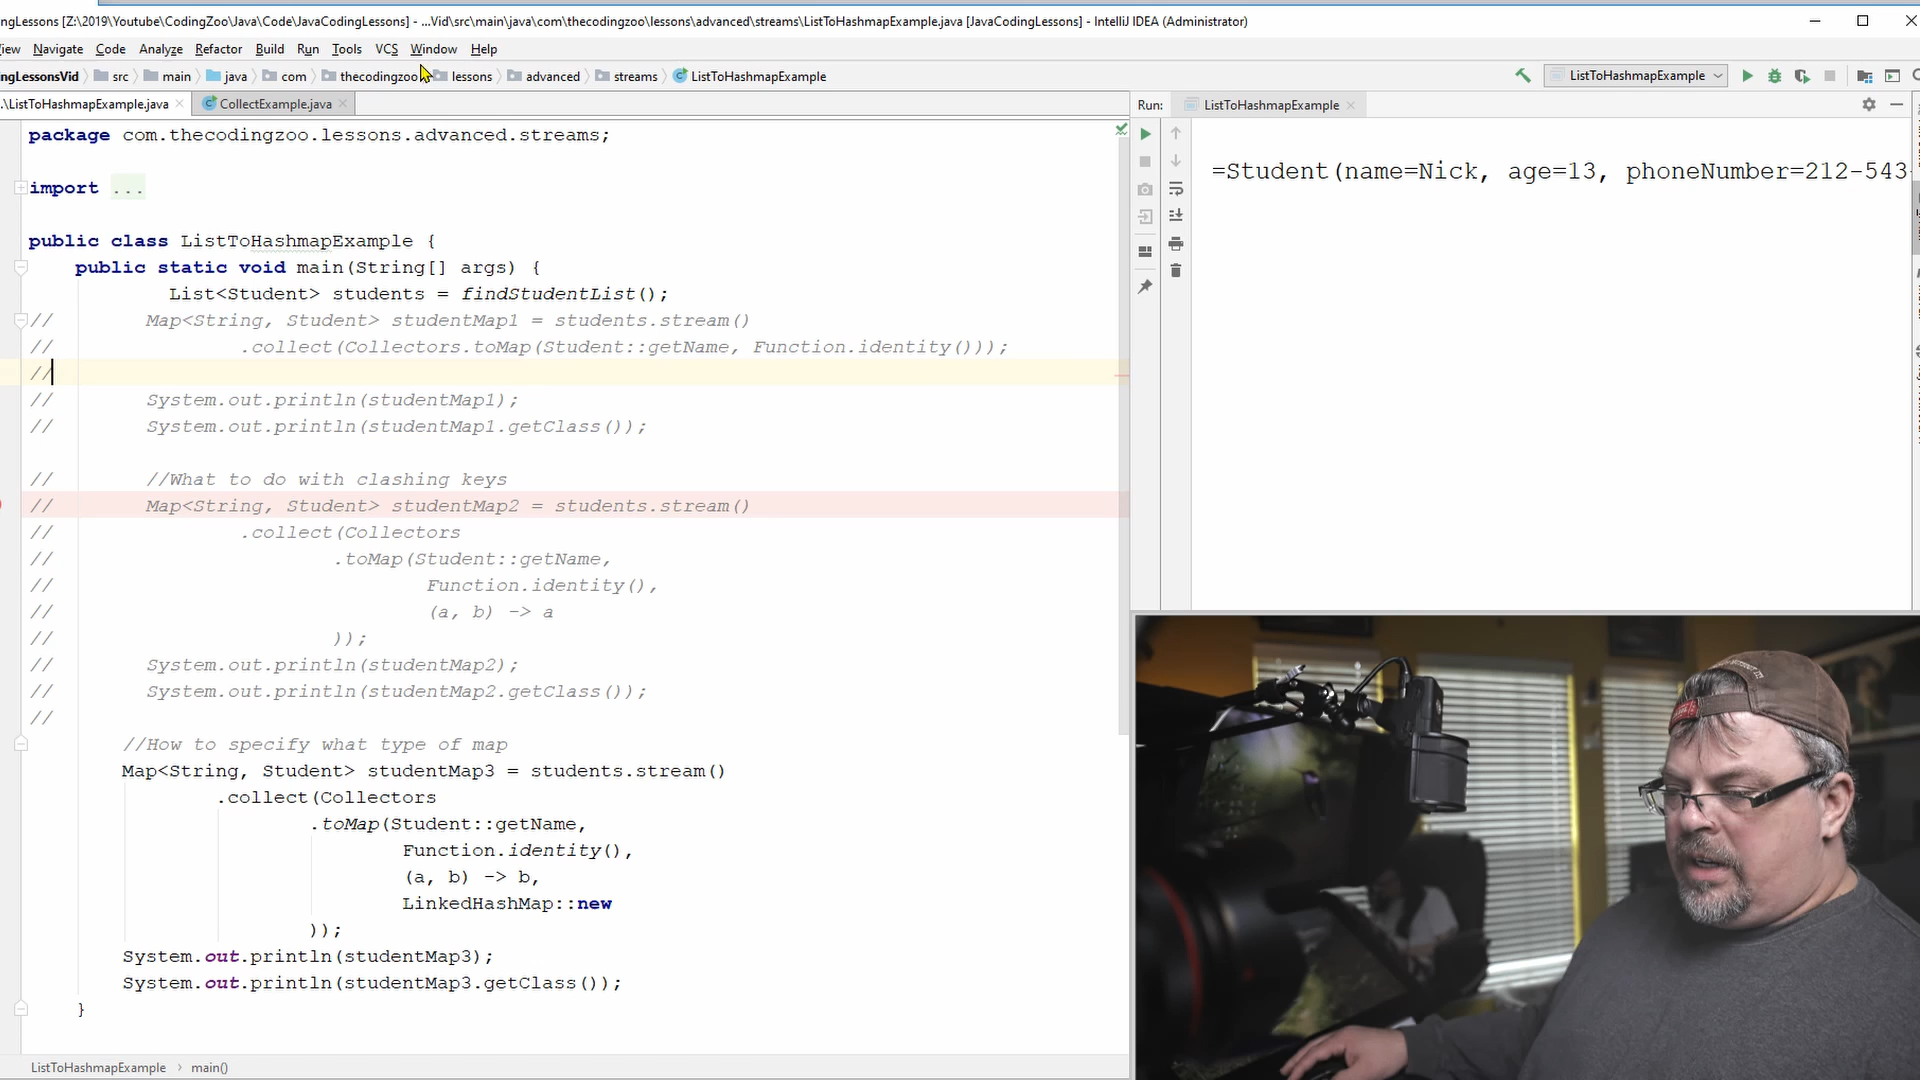 ngLessons [Z:\2019\Youtube\CodingZoo\Java\Code\JavaCodingLessons] - ...Vid\src\main\java\com\thecodingzoo\lessons\advanced\streams\ListToHashmapExample.java [JavaCodingLessons] - IntelliJ IDEA (Administrator)
iew Navigate Code Analyze Refactor Build Run Tools VCS Window Help
ngLessonsVid src main java com thecodingzoo lessons advanced streams ListToHashmapExample ListToHashmapExample
.\ListToHashmapExample.java CollectExample.java
Run: ListToHashmapExample
package com.thecodingzoo.lessons.advanced.streams;
import ...
public class ListToHashmapExample {
public static void main(String[] args) {
List<Student> students = findStudentList();
// Map<String, Student> studentMap1 = students.stream()
// .collect(Collectors.toMap(Student::getName, Function.identity()));
//
// System.out.println(studentMap1);
// System.out.println(studentMap1.getClass());
// //What to do with clashing keys
// Map<String, Student> studentMap2 = students.stream()
// .collect(Collectors
// .toMap(Student::getName,
// Function.identity(),
// (a, b) -> a
// ));
// System.out.println(studentMap2);
// System.out.println(studentMap2.getClass());
//
//How to specify what type of map
Map<String, Student> studentMap3 = students.stream()
.collect(Collectors
.toMap(Student::getName,
Function.identity(),
(a, b) -> b,
LinkedHashMap::new
));
System.out.println(studentMap3);
System.out.println(studentMap3.getClass());
}
ListToHashmapExample › main()
=Student(name=Nick, age=13, phoneNumber=212-543